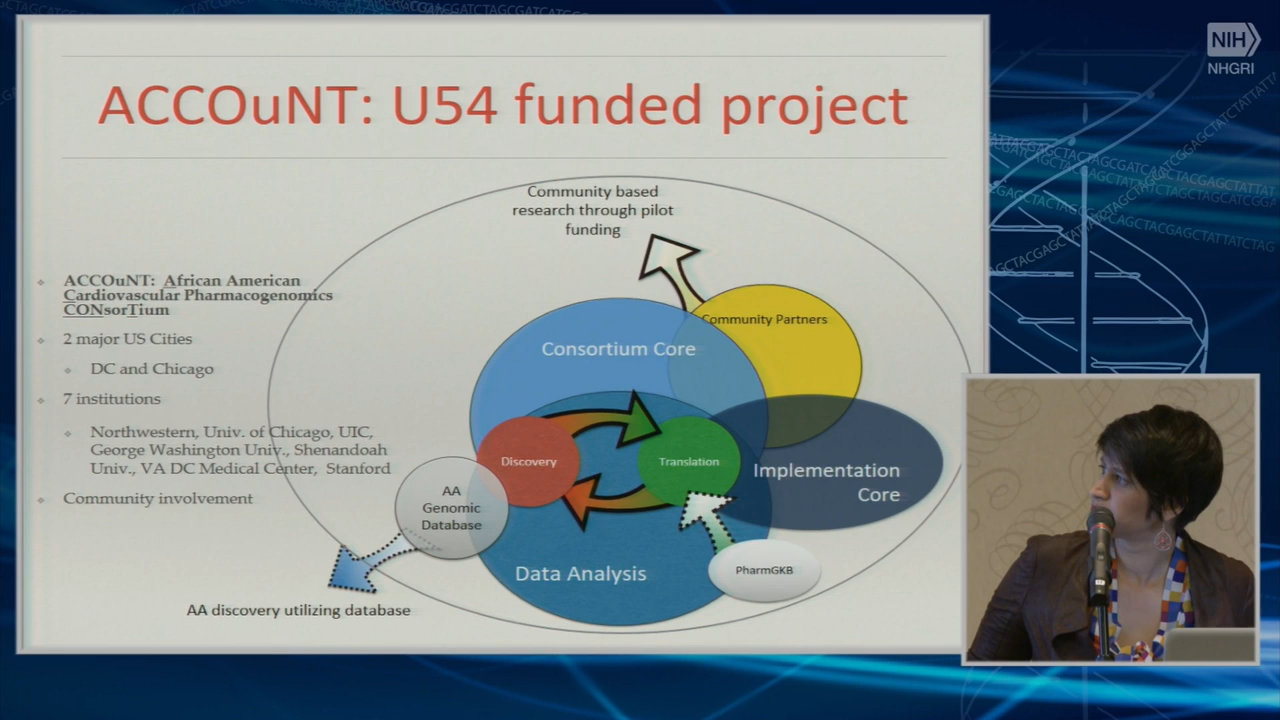 NIH
NHGRI
ACCOuNT: U54 funded project
Community based
research through pilot
funding
ACCOuNT: African American
Cardiovascular Pharmacogenomics
CONsorTium
2 major US Cities
DC and Chicago
7 institutions
Northwestern, Univ. of Chicago, UIC,
George Washington Univ., Shenandoah
Univ., VA DC Medical Center, Stanford
Community involvement
Community Partners
Consortium Core
Discovery
Translation
Implementation
Core
AA
Genomic
Database
Data Analysis
PharmGKB
AA discovery utilizing database